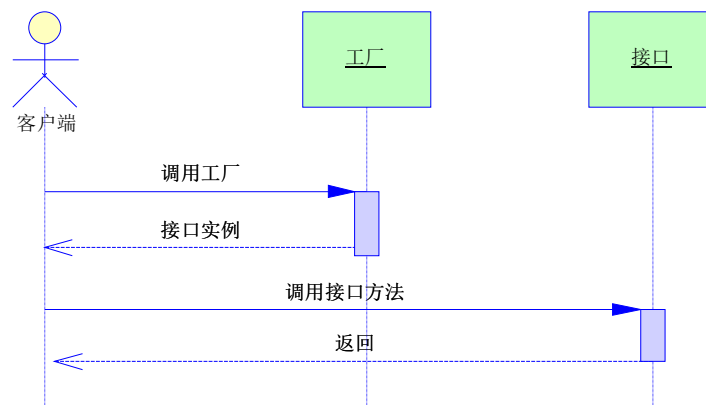 工厂
接口
客户端
调用工厂
接口实例
调用接口方法
返回